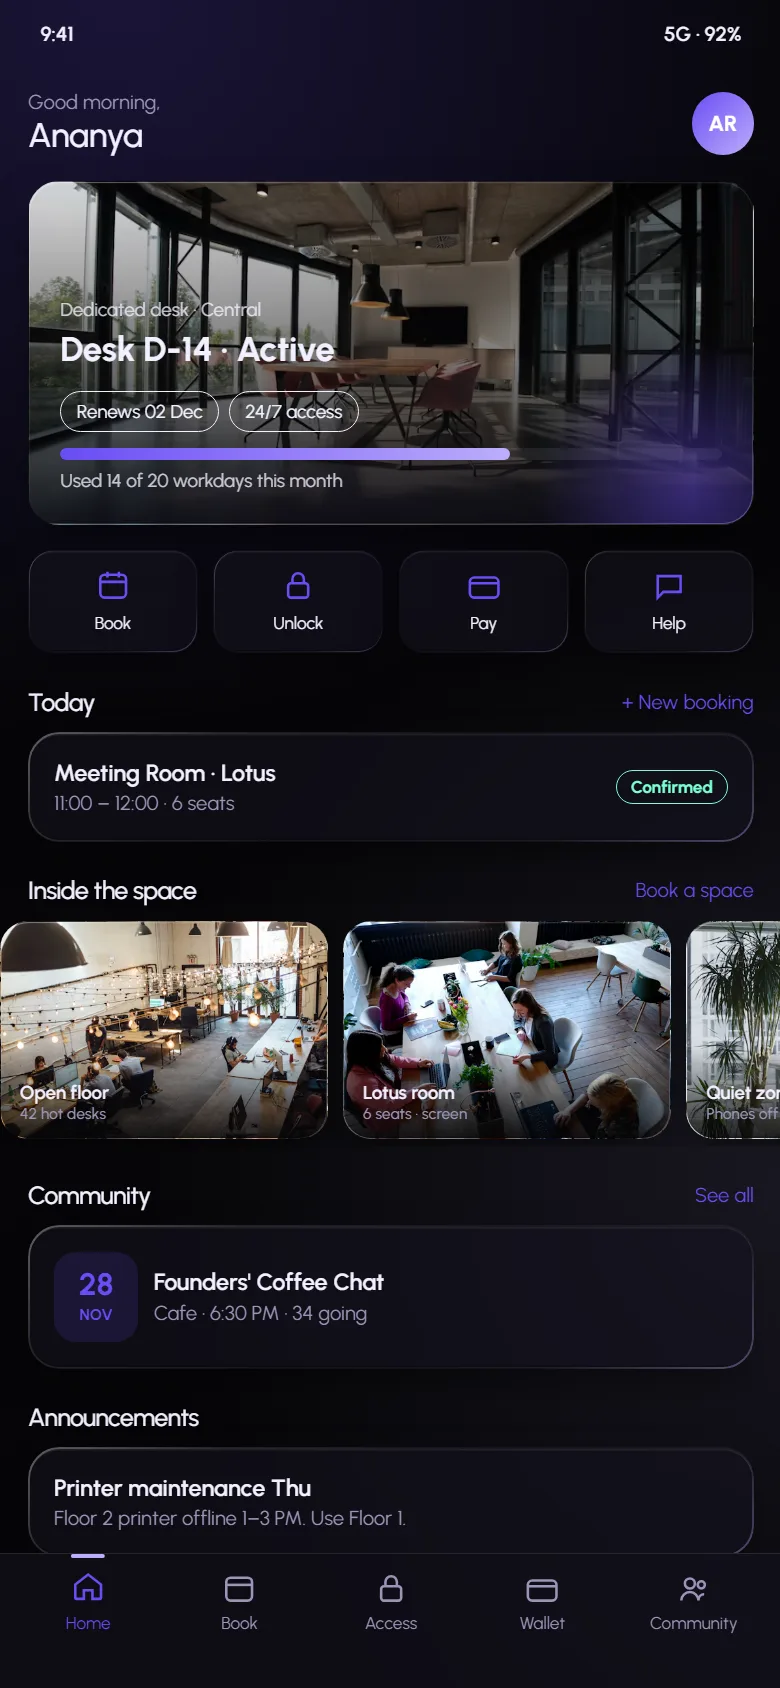 9:41
5G · 92%
Good morning,
Ananya
AR
Dedicated desk · Central
Desk D-14 · Active
Renews 02 Dec
24/7 access
Used 14 of 20 workdays this month
Book
Unlock
Pay
Help
Today
+ New booking
Meeting Room · Lotus
11:00 – 12:00 · 6 seats
Confirmed
Inside the space
Book a space
Open floor
42 hot desks
Lotus room
6 seats · screen
Quiet zon
Phones off
Community
See all
28
NOV
Founders' Coffee Chat
Cafe · 6:30 PM · 34 going
Announcements
Printer maintenance Thu
Floor 2 printer offline 1–3 PM. Use Floor 1.
Home
Book
Access
Wallet
Community